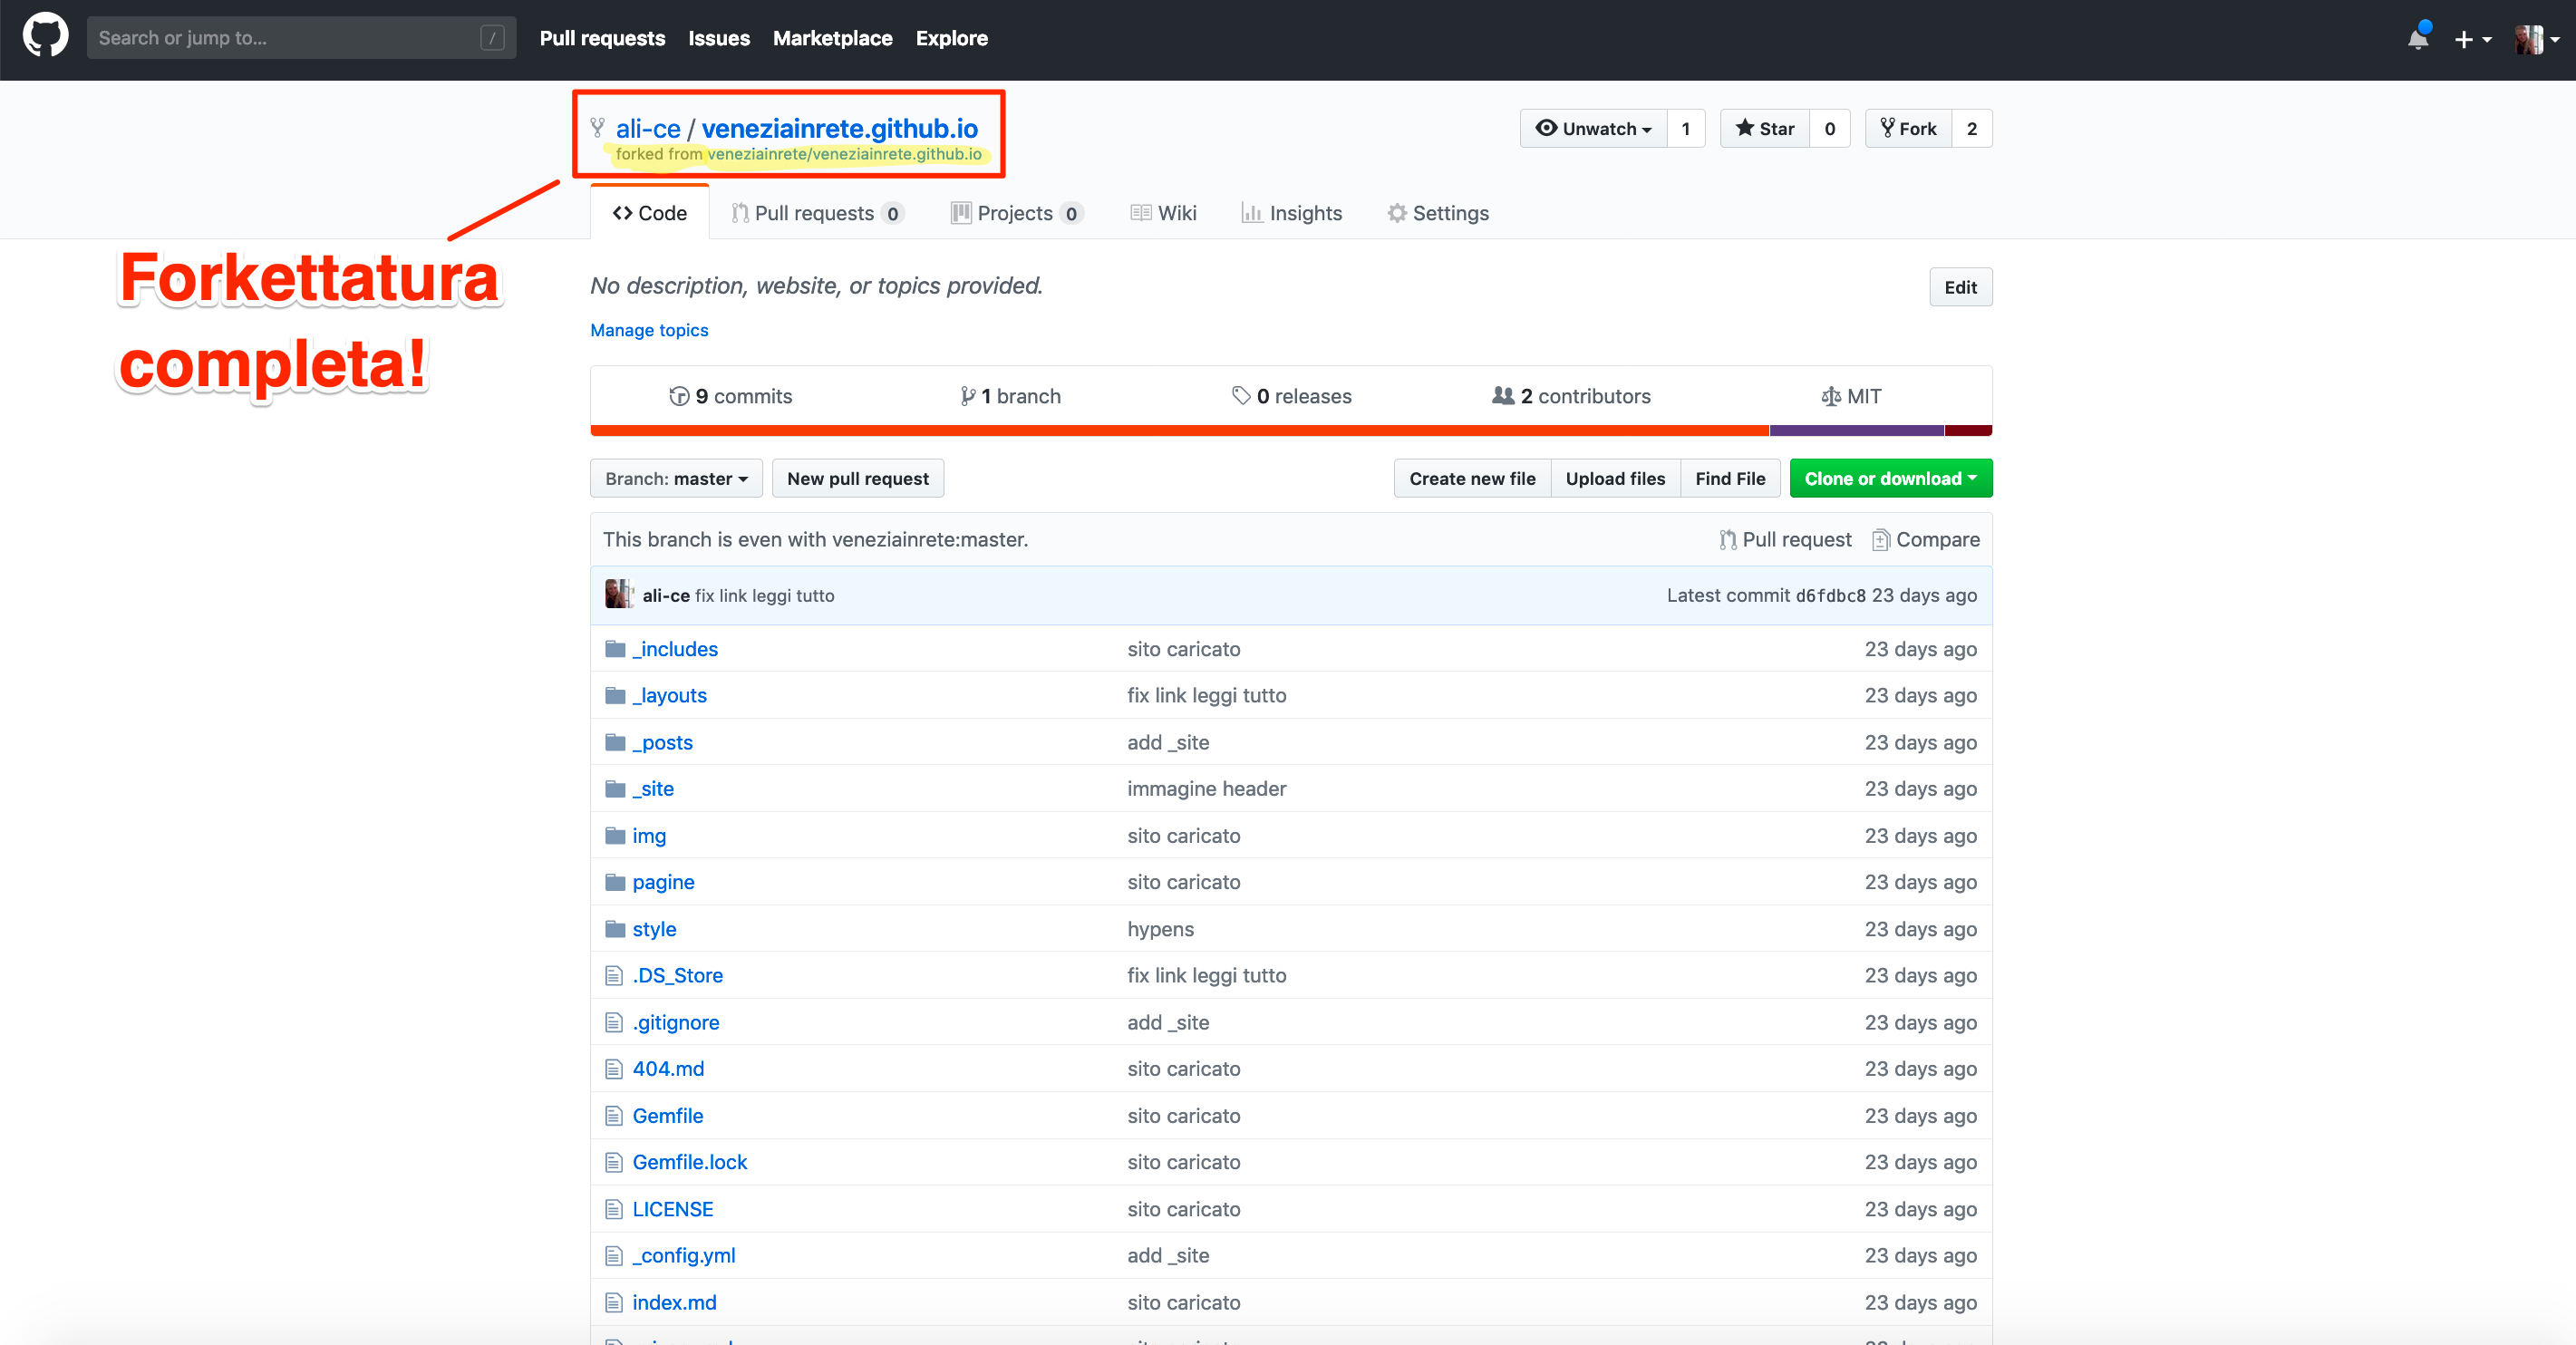 Search or jump to... /
Pull requests Issues Marketplace Explore
ali-ce / veneziainrete.github.io
forked from veneziainrete/veneziainrete.github.io
Unwatch 1 Star 0 Fork 2
Code Pull requests 0 Projects 0 Wiki Insights Settings
Forkettatura
completa!
No description, website, or topics provided. Edit
Manage topics
9 commits 1 branch 0 releases 2 contributors MIT
Branch: master New pull request Create new file Upload files Find File Clone or download
This branch is even with veneziainrete:master. Pull request Compare
ali-ce fix link leggi tutto Latest commit d6fdbc8 23 days ago
_includes sito caricato 23 days ago
_layouts fix link leggi tutto 23 days ago
_posts add _site 23 days ago
_site immagine header 23 days ago
img sito caricato 23 days ago
pagine sito caricato 23 days ago
style hypens 23 days ago
.DS_Store fix link leggi tutto 23 days ago
.gitignore add _site 23 days ago
404.md sito caricato 23 days ago
Gemfile sito caricato 23 days ago
Gemfile.lock sito caricato 23 days ago
LICENSE sito caricato 23 days ago
_config.yml add _site 23 days ago
index.md sito caricato 23 days ago